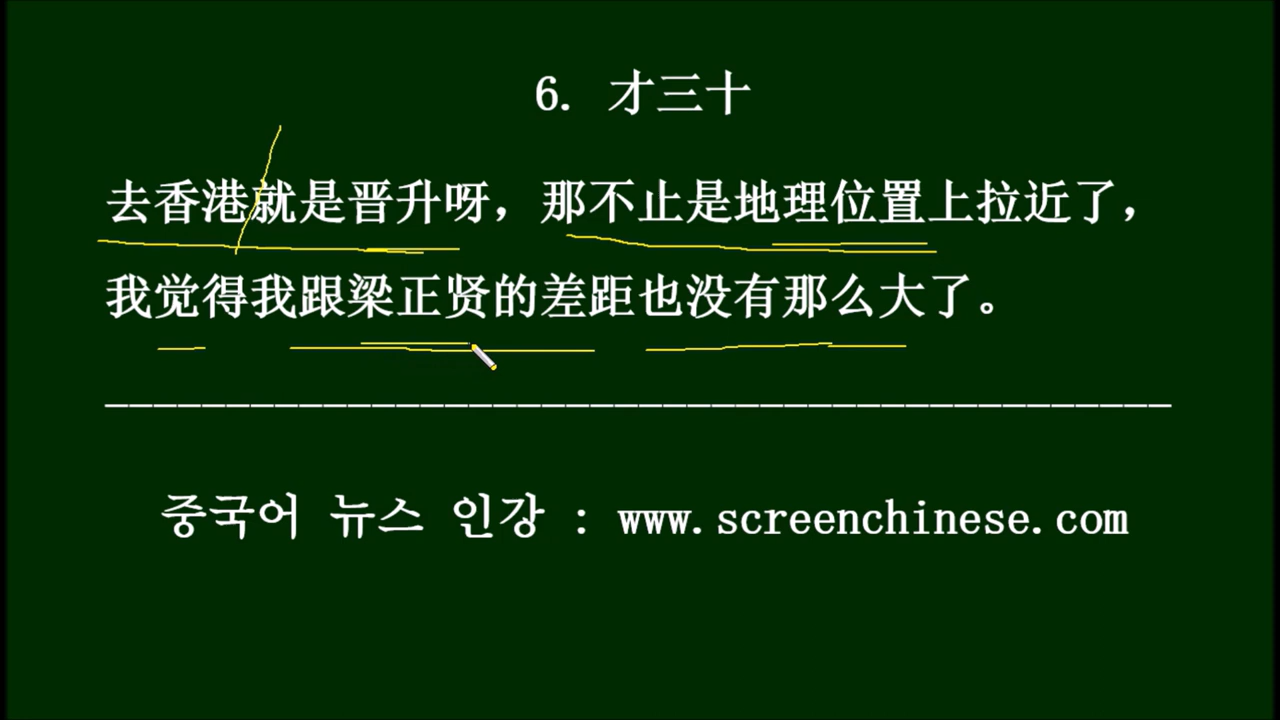 6. 才三十
去香港就是晋升呀，那不止是地理位置上拉近了，
我觉得我跟梁正贤的差距也没有那么大了。
중국어 뉴스 인강 : www.screenchinese.com